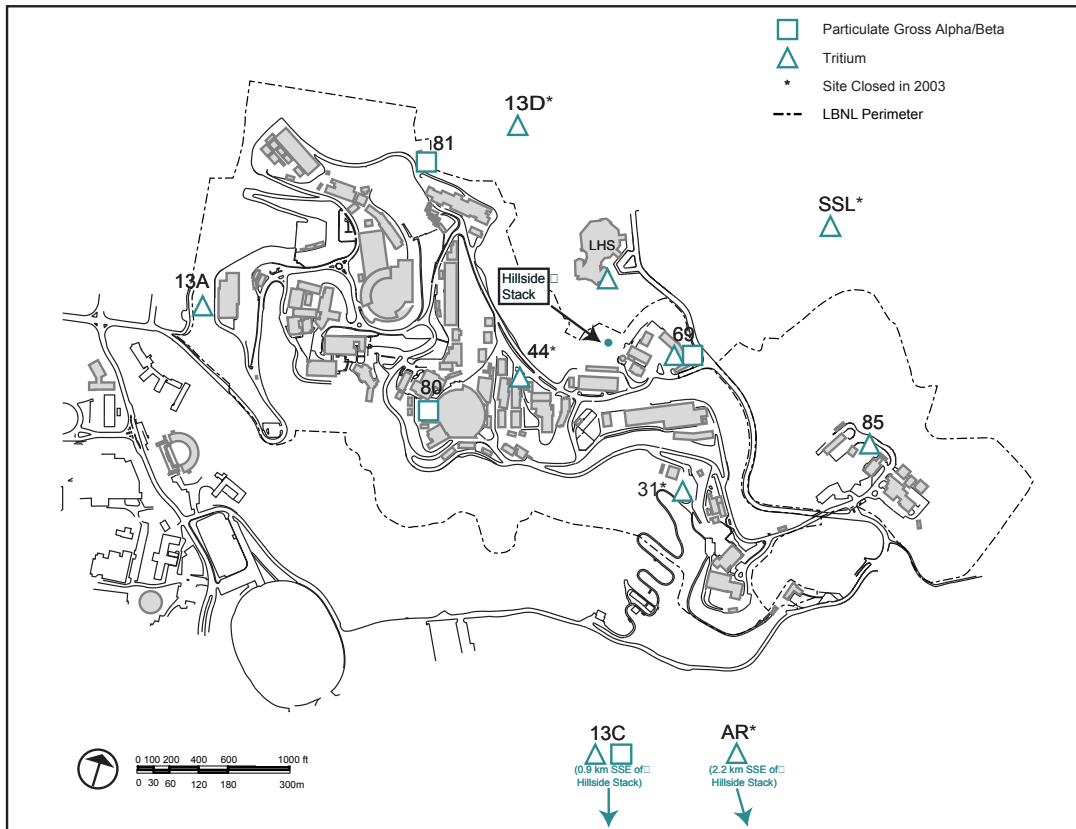 Particulate Gross Alpha/Beta
Tritium
* Site Closed in 2003
LBNL Perimeter
13D*
81
SSL*
LHS
13A
Hillside□
Stack
69
44*
80
85
31*
13C
(0.9 km SSE of□
Hillside Stack)
AR*
(2.2 km SSE of□
Hillside Stack)
0 100 200 400 600 1000 ft
0 30 60 120 180 300m